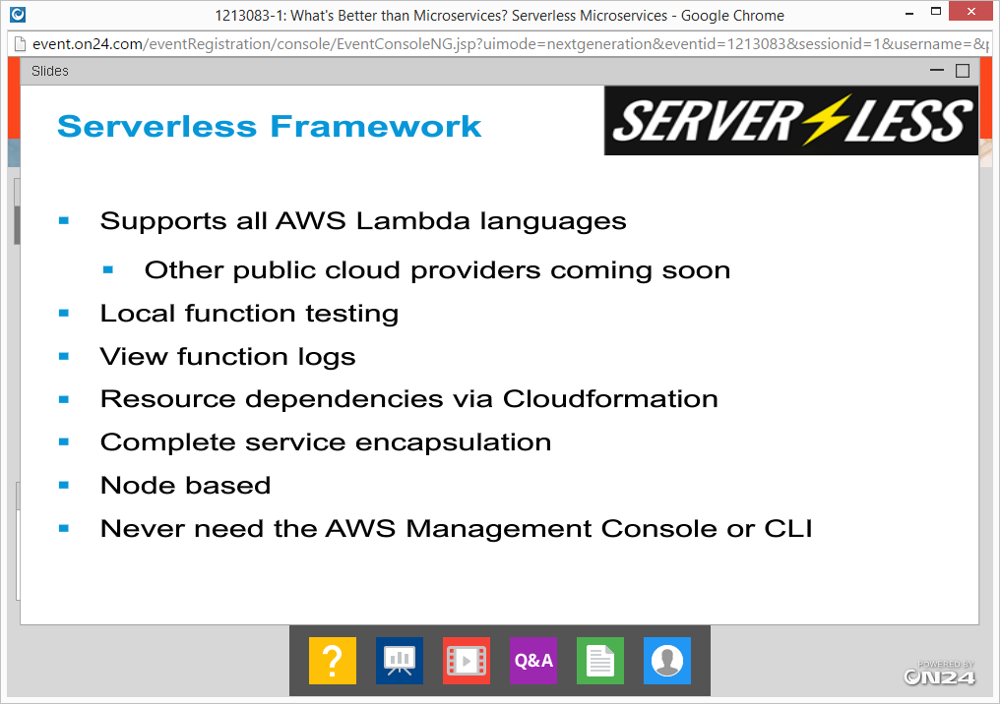 1213083-1: What's Better than Microservices? Serverless Microservices - Google Chrome
event.on24.com/eventRegistration/console/EventConsoleNG.jsp?uimode=nextgeneration&eventid=1213083&sessionid=1&username=&p
Slides
Serverless Framework
SERVERLESS
Supports all AWS Lambda languages
Other public cloud providers coming soon
Local function testing
View function logs
Resource dependencies via Cloudformation
Complete service encapsulation
Node based
Never need the AWS Management Console or CLI
?
Q&A
POWERED BY
ON24